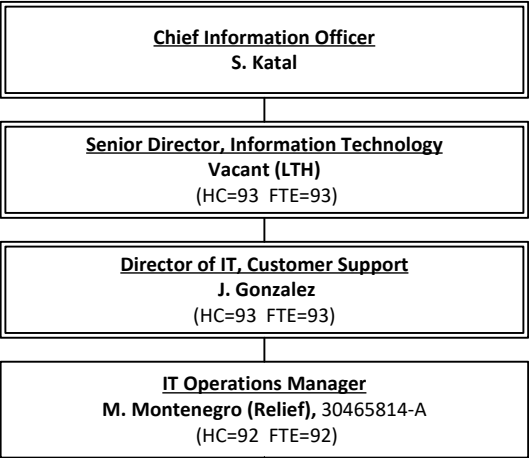 Chief Information Officer
S. Katal
Senior Director, Information Technology
Vacant (LTH)
(HC=93 FTE=93)
Director of IT, Customer Support
J. Gonzalez
(HC=93 FTE=93)
IT Operations Manager
M. Montenegro (Relief), 30465814-A
(HC=92 FTE=92)